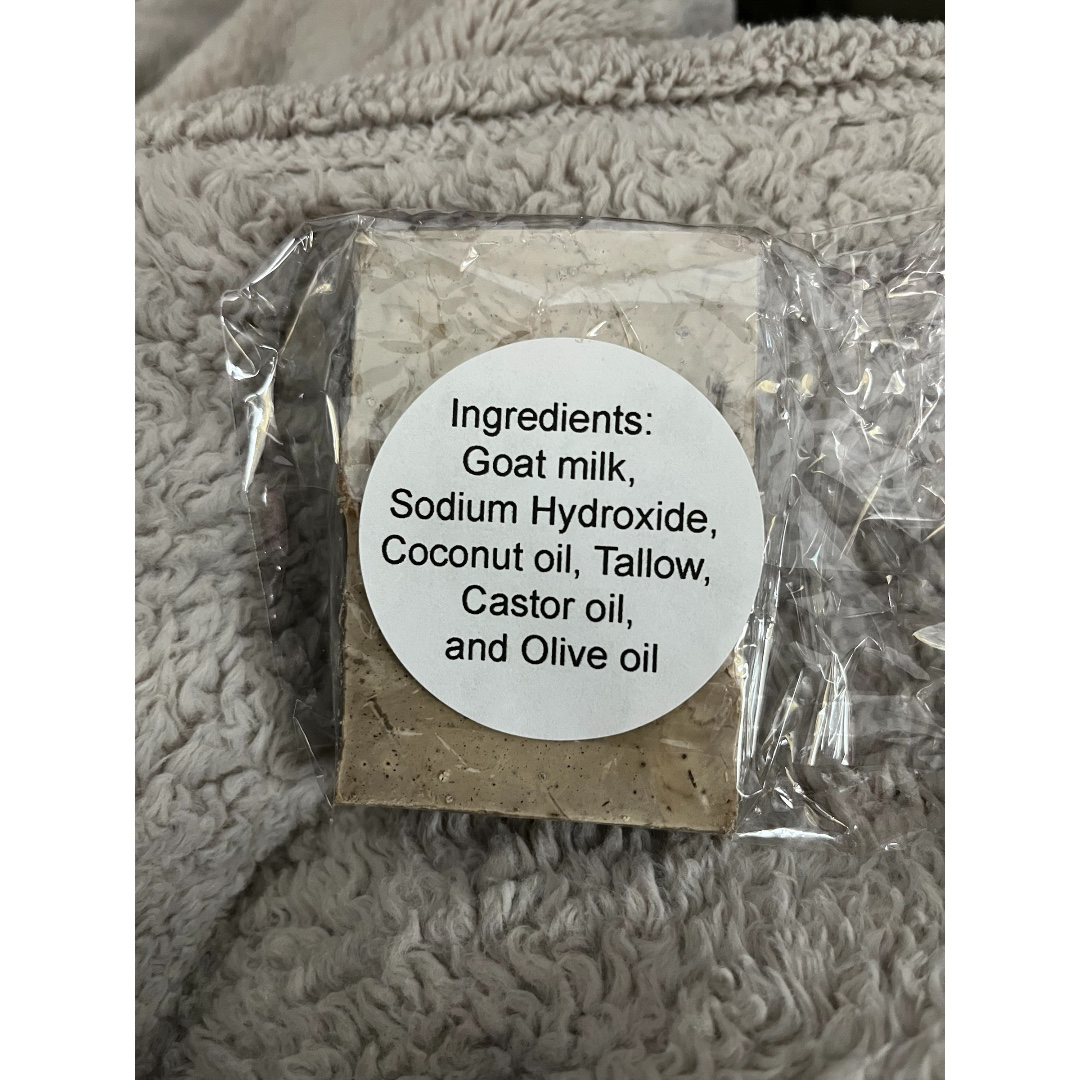 Ingredients:
Goat milk,
Sodium Hydroxide,
Coconut oil, Tallow,
Castor oil,
and Olive oil